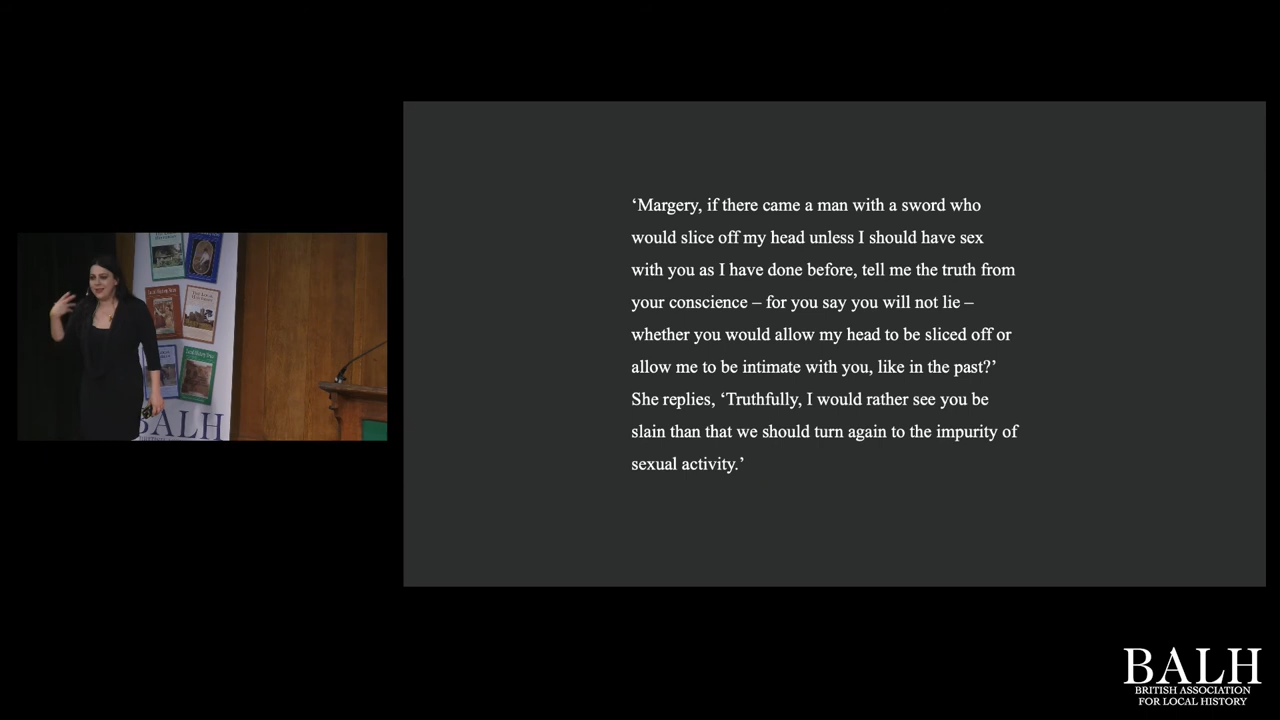 ‘Margery, if there came a man with a sword who
would slice off my head unless I should have sex
with you as I have done before, tell me the truth from
your conscience – for you say you will not lie –
whether you would allow my head to be sliced off or
allow me to be intimate with you, like in the past?’
She replies, ‘Truthfully, I would rather see you be
slain than that we should turn again to the impurity of
sexual activity.’
BALH
BALH
BRITISH ASSOCIATION
FOR LOCAL HISTORY